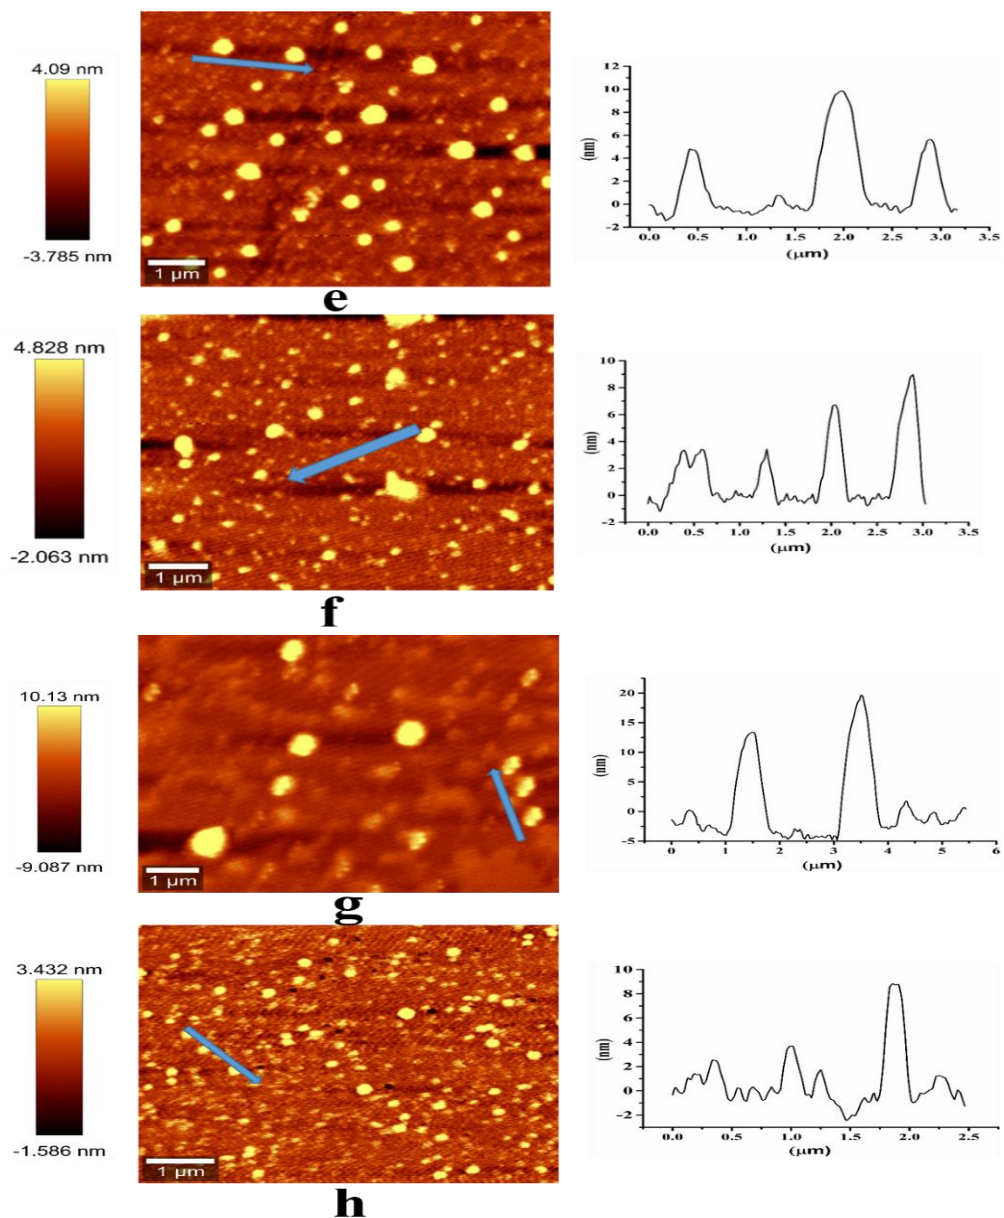 4.09 nm
-3.785 nm
1 µm
12
10
8
6
4
2
0
-2
(nm)
0.0 0.5 1.0 1.5 2.0 2.5 3.0 3.5
(µm)
e
4.828 nm
-2.063 nm
1 µm
10
8
6
4
2
0
-2
(nm)
0.0 0.5 1.0 1.5 2.0 2.5 3.0 3.5
(µm)
f
10.13 nm
-9.087 nm
1 µm
20
15
10
5
0
-5
(nm)
0 1 2 3 4 5 6
(µm)
g
3.432 nm
-1.586 nm
1 µm
10
8
6
4
2
0
-2
(nm)
0.0 0.5 1.0 1.5 2.0 2.5
(µm)
h